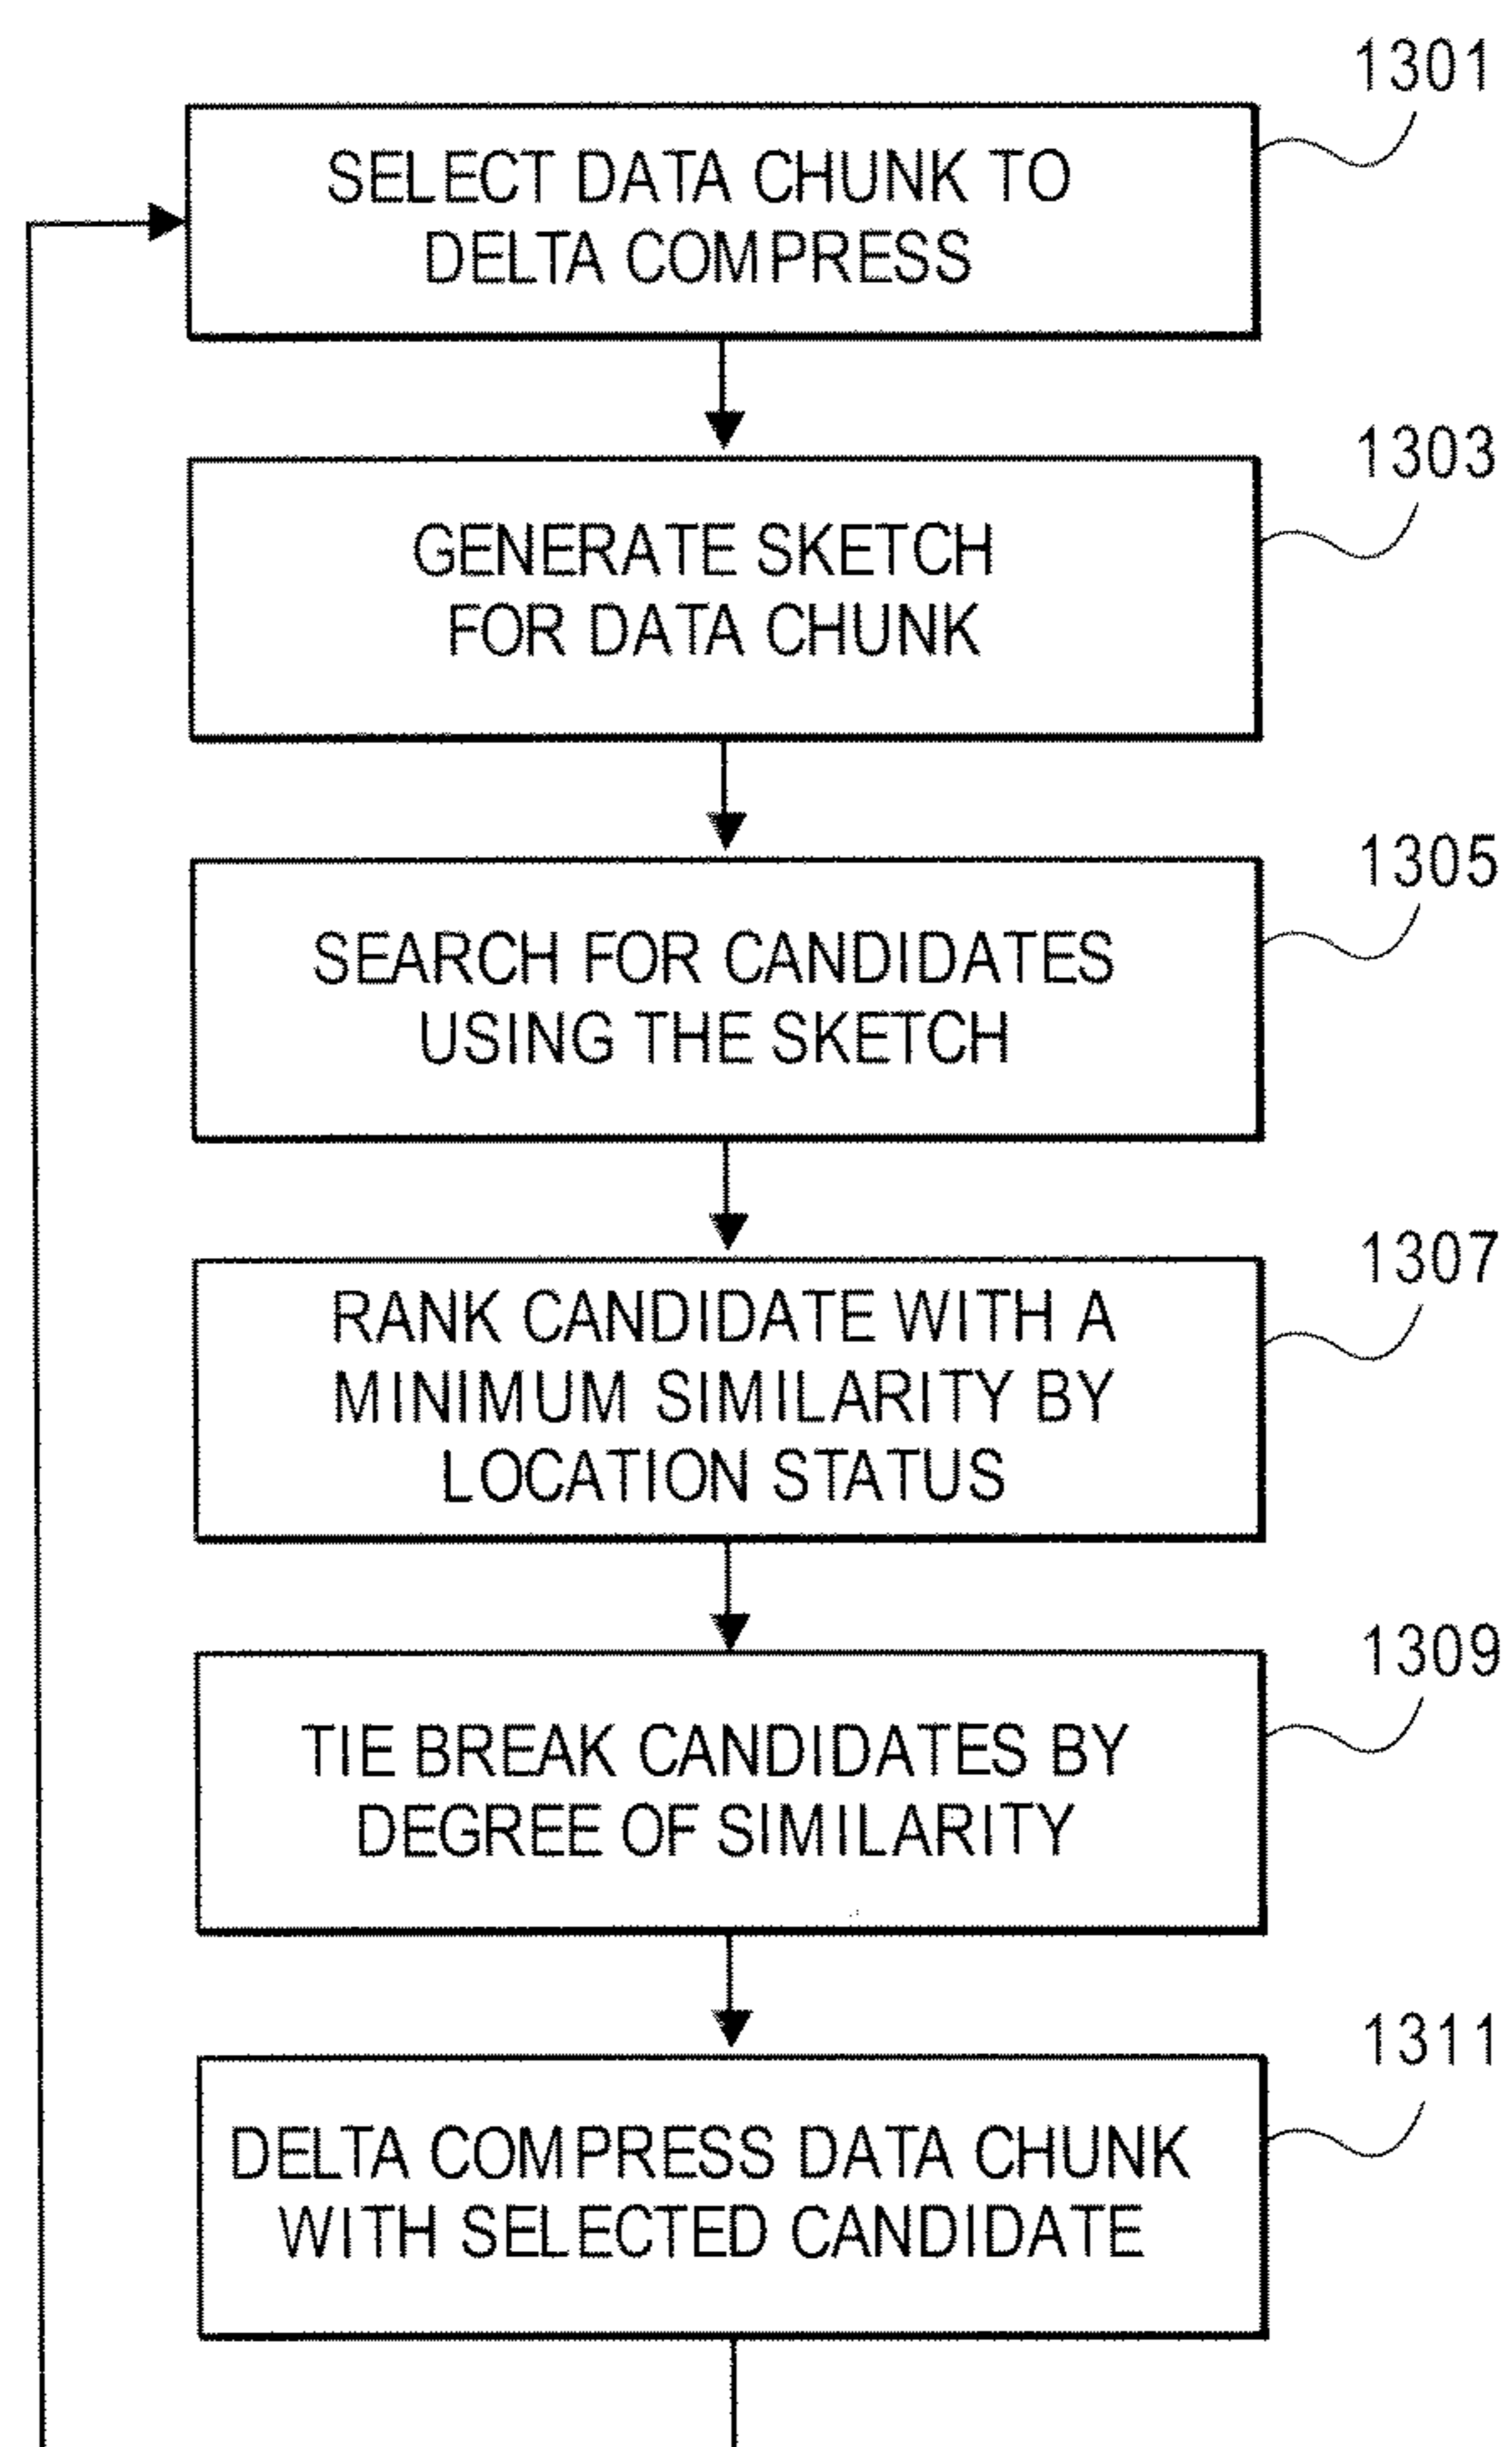 1301
SELECT DATA CHUNK TO
DELTA COMPRESS
1303
GENERATE SKETCH
FOR DATA CHUNK
1305
SEARCH FOR CANDIDATES
USING THE SKETCH
1307
RANK CANDIDATE WITH A
MINIMUM SIMILARITY BY
LOCATION STATUS
1309
TIE BREAK CANDIDATES BY
DEGREE OF SIMILARITY
1311
DELTA COMPRESS DATA CHUNK
WITH SELECTED CANDIDATE